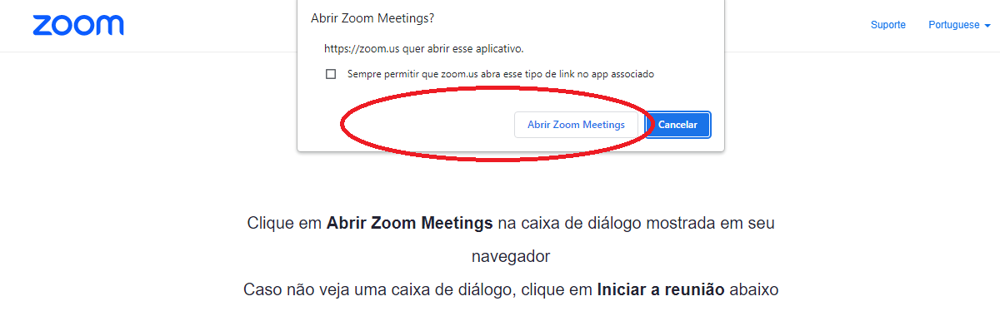 zoom
Suporte
Portuguese
Abrir Zoom Meetings?
https://zoom.us quer abrir esse aplicativo.
Sempre permitir que zoom.us abra esse tipo de link no app associado
Abrir Zoom Meetings
Cancelar
Clique em Abrir Zoom Meetings na caixa de diálogo mostrada em seu
navegador
Caso não veja uma caixa de diálogo, clique em Iniciar a reunião abaixo